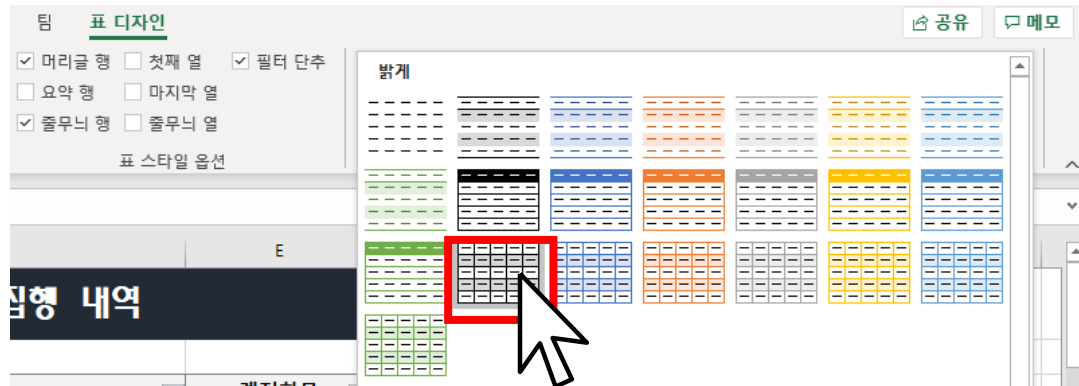 팀 표 디자인 공유 메모
머리글 행 첫째 열 필터 단추
요약 행 마지막 열
줄무늬 행 줄무늬 열
표 스타일 옵션
밝게
E
집행 내역